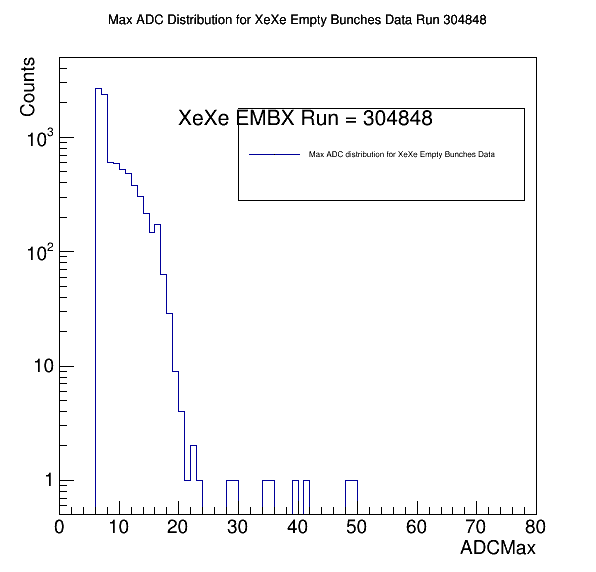 Max ADC Distribution for XeXe Empty Bunches Data Run 304848
Counts
XeXe EMBX Run = 304848
Max ADC distribution for XeXe Empty Bunches Data
10³
10²
10
1
0 10 20 30 40 50 60 70 80
ADCMax